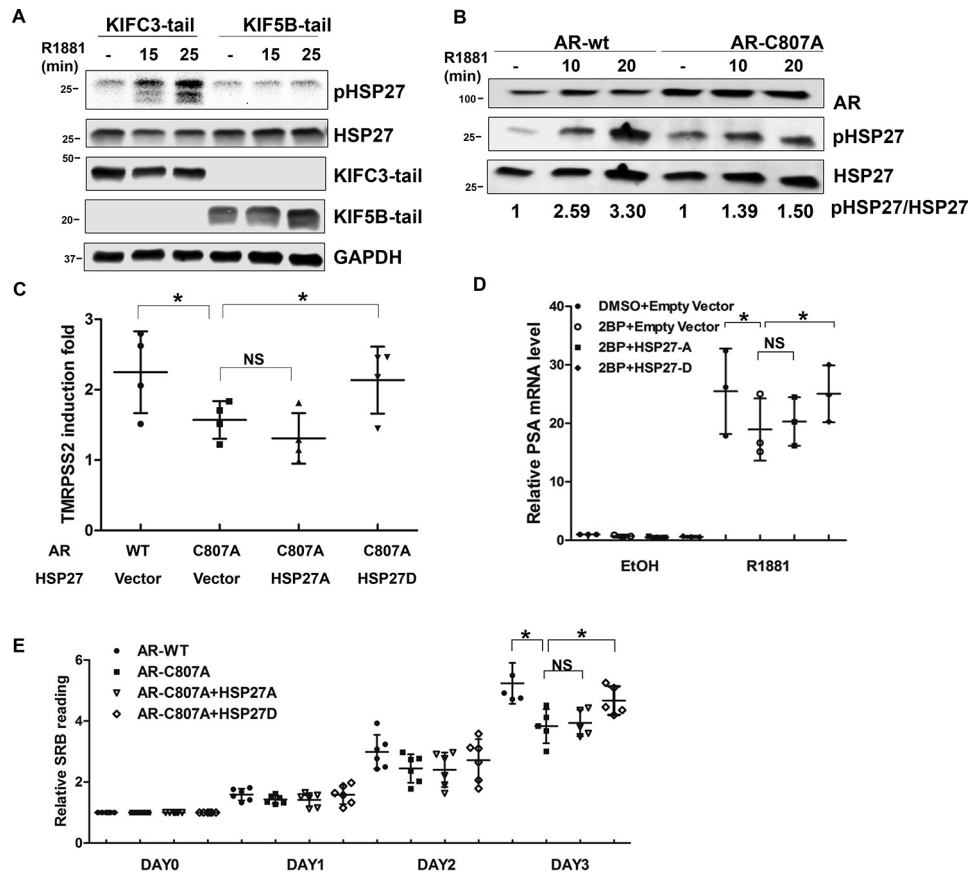 A
KIFC3-tail KIF5B-tail
R1881 (min) - 15 25 - 15 25
25 pHSP27
25 HSP27
50 KIFC3-tail
20 KIF5B-tail
37 GAPDH
B
AR-wt AR-C807A
R1881 (min) - 10 20 - 10 20
100 AR
25 pHSP27
25 HSP27
1 2.59 3.30 1 1.39 1.50 pHSP27/HSP27
C
TMRPSS2 induction fold
3
2
1
0
* *
NS
AR WT C807A C807A C807A
HSP27 Vector Vector HSP27A HSP27D
D
Relative PSA mRNA level
40
30
20
10
0
DMSO+Empty Vector
2BP+Empty Vector
2BP+HSP27-A
2BP+HSP27-D
* *
NS
EtOH R1881
E
Relative SRB reading
6
4
2
0
AR-WT
AR-C807A
AR-C807A+HSP27A
AR-C807A+HSP27D
* *
NS
DAY0 DAY1 DAY2 DAY3